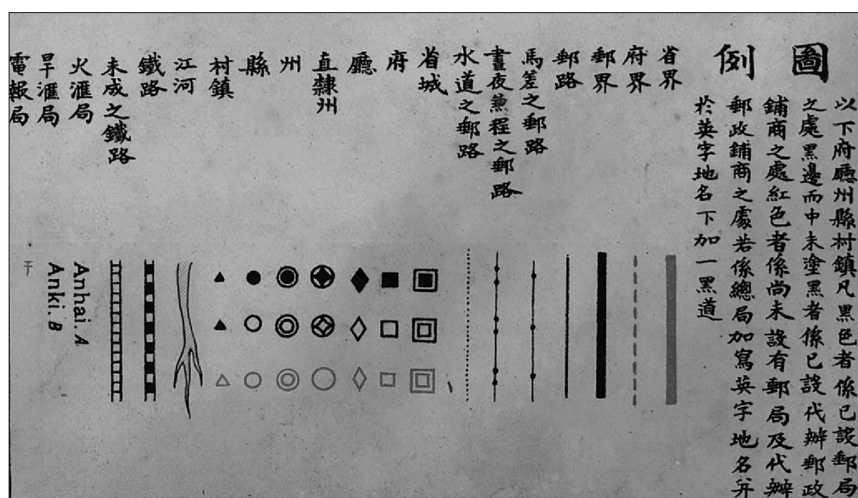 圖例
以下府廳州縣村鎮凡黑色者係已設郵局
之處黑邊而中未塗黑者係已設代辦郵政
鋪商之處紅色者係尚未設有郵局及代辦
郵政鋪商之處若係總局加寫英字地名并
於英字地名下加一黑道
省界
府界
郵界
郵路
馬差之郵路
晝夜兼程之郵路
水道之郵路
省城
府
廳
直隸州
州
縣
村鎮
江河
鐵路
未成之鐵路
火滙局
旱滙局
電報局
Anhai. A
Anki. B